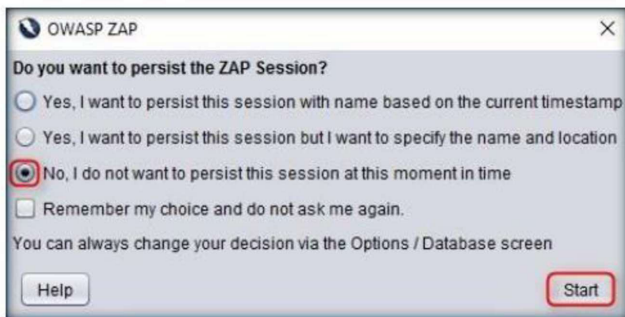 OWASP ZAP
Do you want to persist the ZAP Session?
Yes, I want to persist this session with name based on the current timestamp
Yes, I want to persist this session but I want to specify the name and location
No, I do not want to persist this session at this moment in time
Remember my choice and do not ask me again.
You can always change your decision via the Options / Database screen
Help
Start